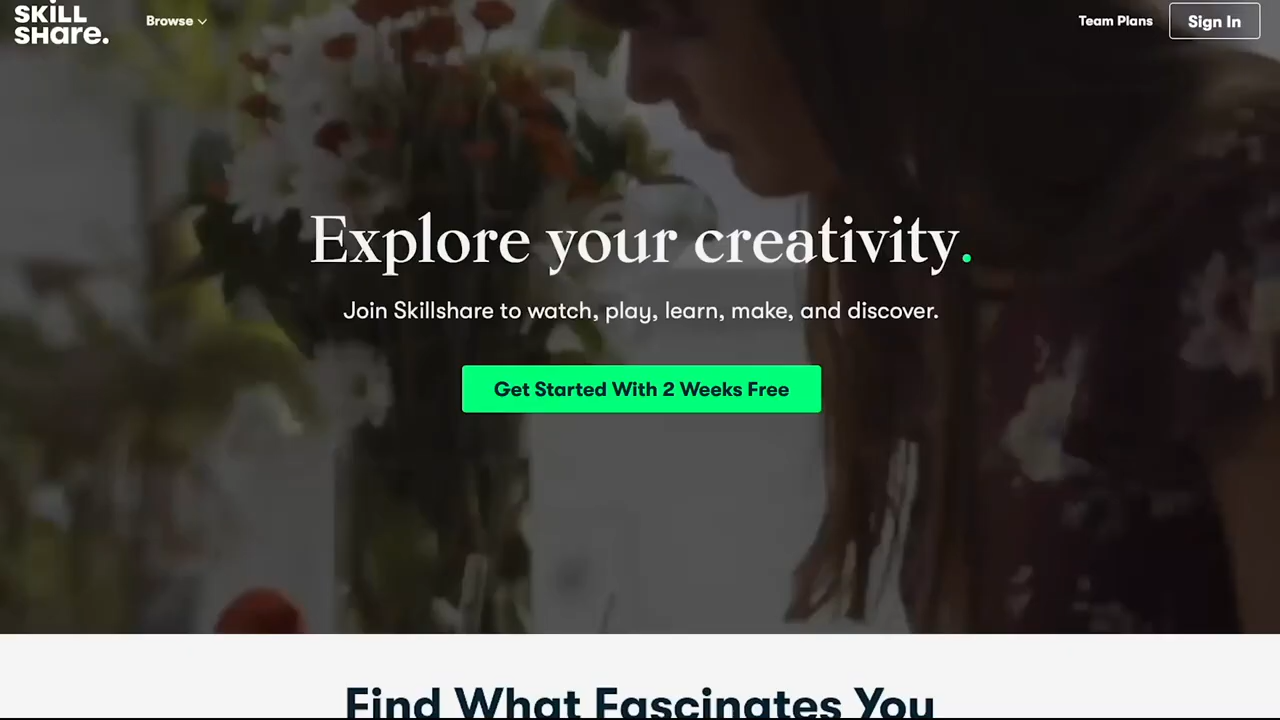 SKiLL
SHare.
Browse
Team Plans
Sign In
Explore your creativity.
Join Skillshare to watch, play, learn, make, and discover.
Get Started With 2 Weeks Free
Find What Fascinates You